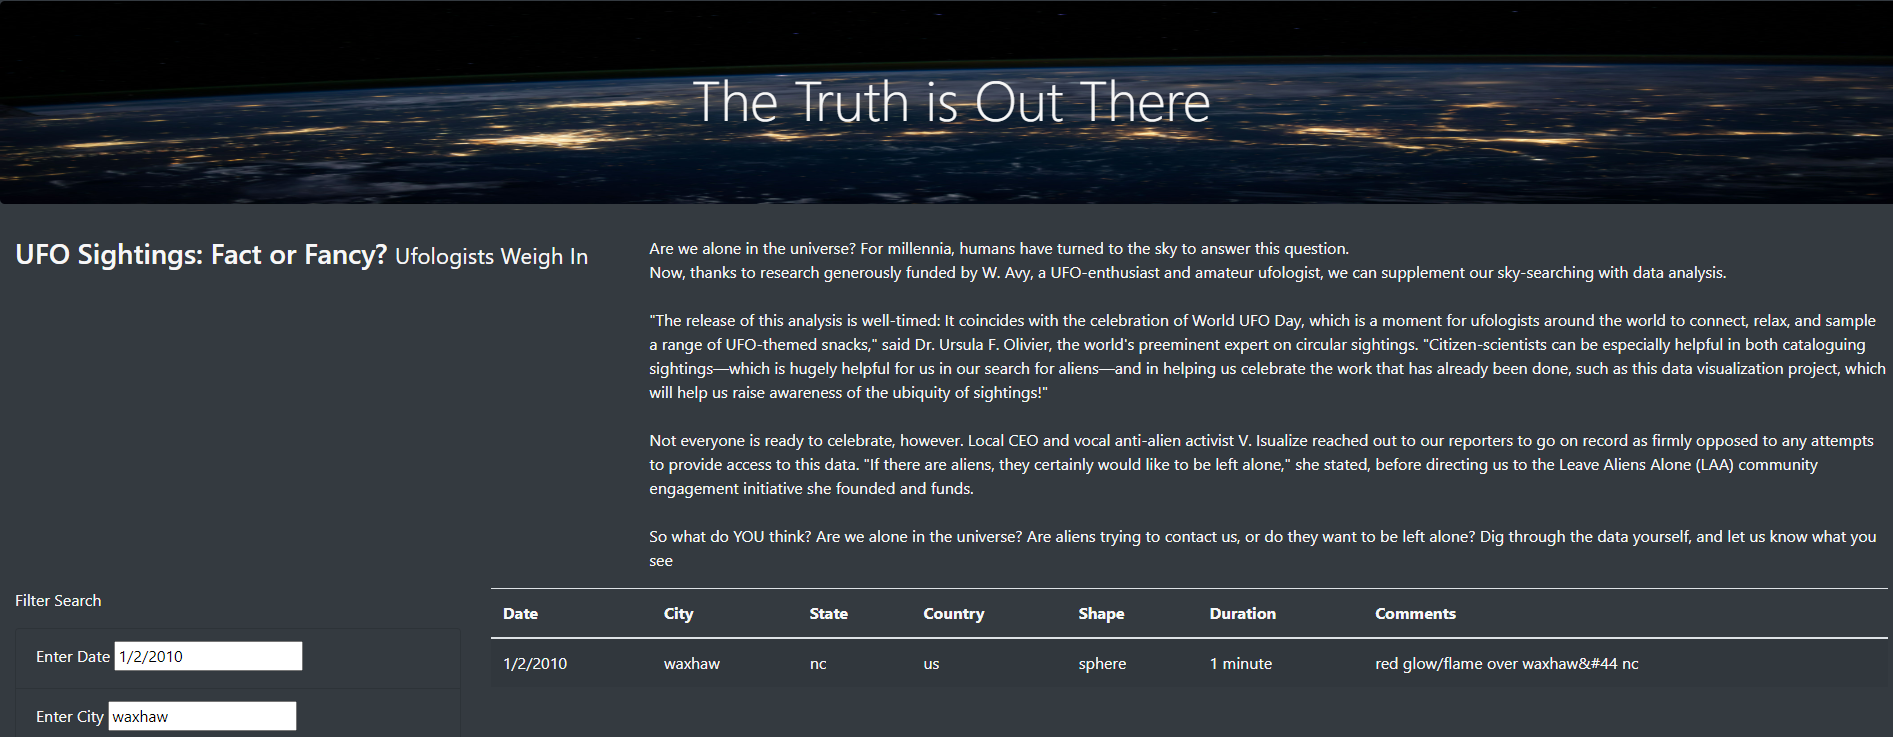 The Truth is Out There
UFO Sightings: Fact or Fancy? Ufologists Weigh In
Are we alone in the universe? For millennia, humans have turned to the sky to answer this question.
Now, thanks to research generously funded by W. Avy, a UFO-enthusiast and amateur ufologist, we can supplement our sky-searching with data analysis.
"The release of this analysis is well-timed: It coincides with the celebration of World UFO Day, which is a moment for ufologists around the world to connect, relax, and sample
a range of UFO-themed snacks," said Dr. Ursula F. Olivier, the world's preeminent expert on circular sightings. "Citizen-scientists can be especially helpful in both cataloguing
sightings—which is hugely helpful for us in our search for aliens—and in helping us celebrate the work that has already been done, such as this data visualization project, which
will help us raise awareness of the ubiquity of sightings!"
Not everyone is ready to celebrate, however. Local CEO and vocal anti-alien activist V. Isualize reached out to our reporters to go on record as firmly opposed to any attempts
to provide access to this data. "If there are aliens, they certainly would like to be left alone," she stated, before directing us to the Leave Aliens Alone (LAA) community
engagement initiative she founded and funds.
So what do YOU think? Are we alone in the universe? Are aliens trying to contact us, or do they want to be left alone? Dig through the data yourself, and let us know what you
see
Filter Search
Enter Date 1/2/2010
Enter City waxhaw
Date City State Country Shape Duration Comments
1/2/2010 waxhaw nc us sphere 1 minute red glow/flame over waxhaw&#44 nc